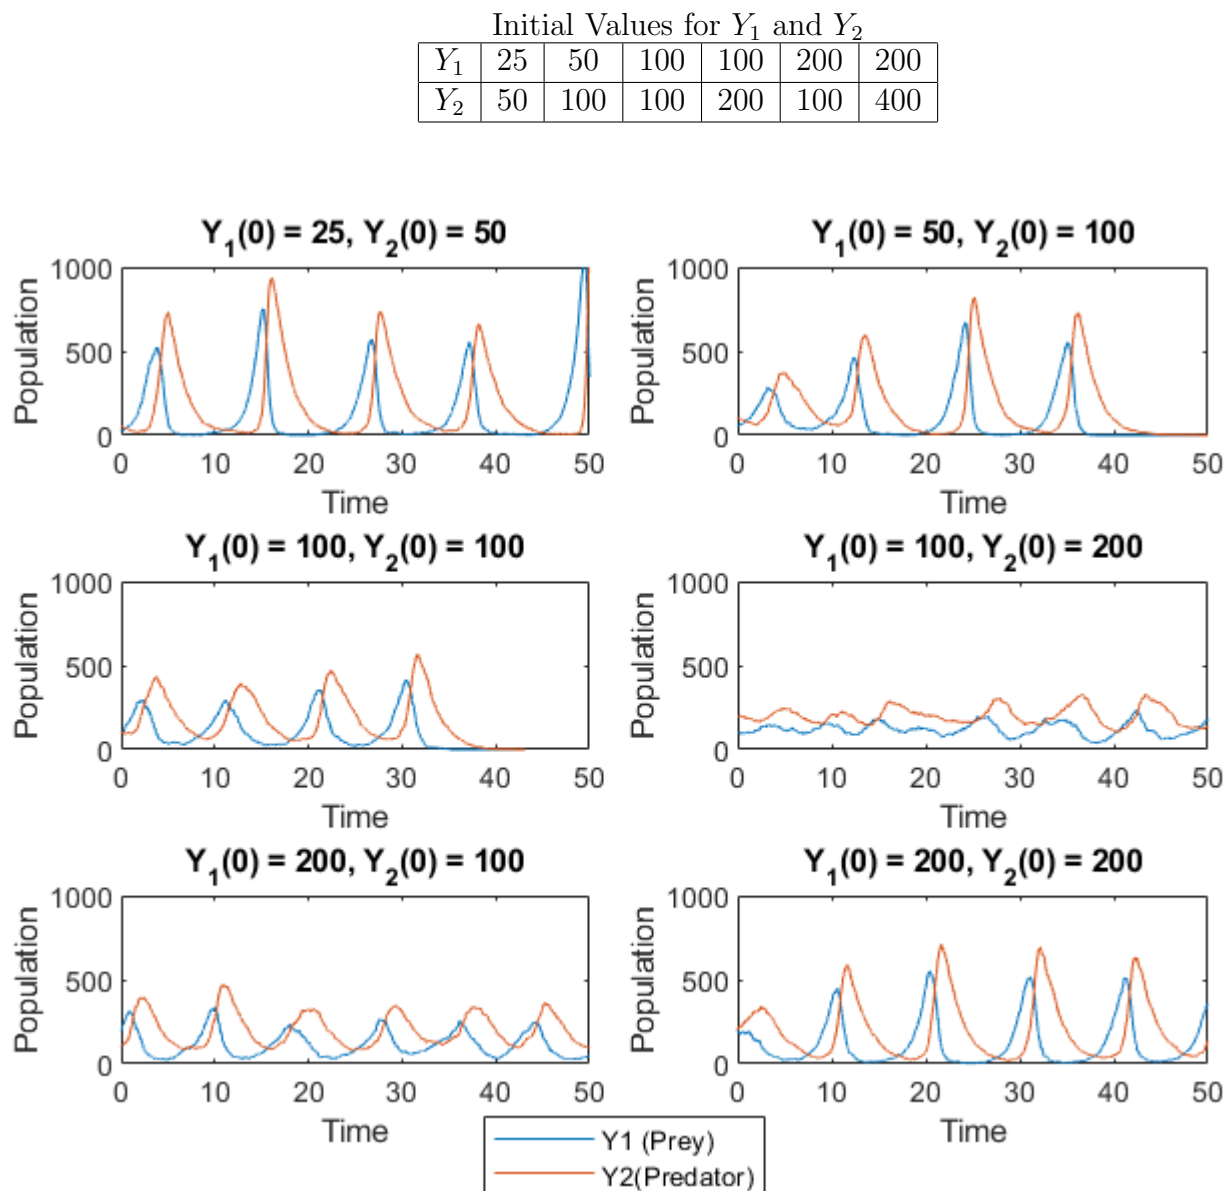 Initial Values for Y₁ and Y₂
Y₁ 25 50 100 100 200 200
Y₂ 50 100 100 200 100 400
Y₁(0) = 25, Y₂(0) = 50
1000
500
0
Population
0 10 20 30 40 50
Time
Y₁(0) = 50, Y₂(0) = 100
1000
500
0
Population
0 10 20 30 40 50
Time
Y₁(0) = 100, Y₂(0) = 100
1000
500
0
Population
0 10 20 30 40 50
Time
Y₁(0) = 100, Y₂(0) = 200
1000
500
0
Population
0 10 20 30 40 50
Time
Y₁(0) = 200, Y₂(0) = 100
1000
500
0
Population
0 10 20 30 40 50
Time
Y₁(0) = 200, Y₂(0) = 200
1000
500
0
Population
0 10 20 30 40 50
Time
Y1 (Prey)
Y2(Predator)